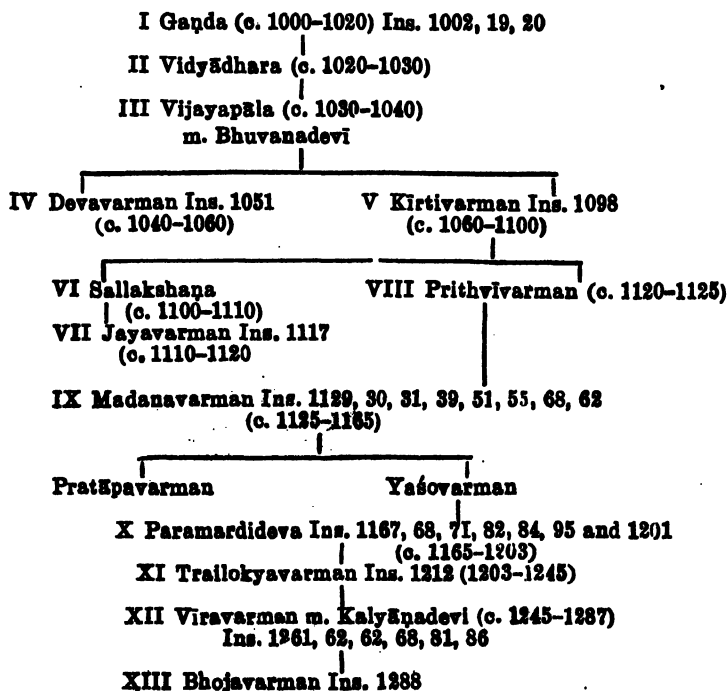 I Gaṇḍa (c. 1000-1020) Ins. 1002, 19, 20
II Vidyādhara (c. 1020-1030)
III Vijayapāla (c. 1030-1040)
m. Bhuvanadevī
IV Devavarman Ins. 1051 V Kīrtivarman Ins. 1098
(c. 1040-1060) (c. 1060-1100)
VI Sallakshaṇa VIII Prithvīvarman (c. 1120-1125)
(c. 1100-1110)
VII Jayavarman Ins. 1117
(c. 1110-1120
IX Madanavarman Ins. 1129, 30, 31, 39, 51, 55, 68, 62
(c. 1125-1165)
Pratāpavarman Yaśovarman
X Paramardideva Ins. 1167, 68, 71, 82, 84, 95 and 1201
(c. 1165-1203)
XI Trailokyavarman Ins. 1212 (1203-1245)
XII Vīravarman m. Kalyāṇadevi (c. 1245-1287)
Ins. 1261, 62, 62, 68, 81, 86
XIII Bhojavarman Ins. 1288